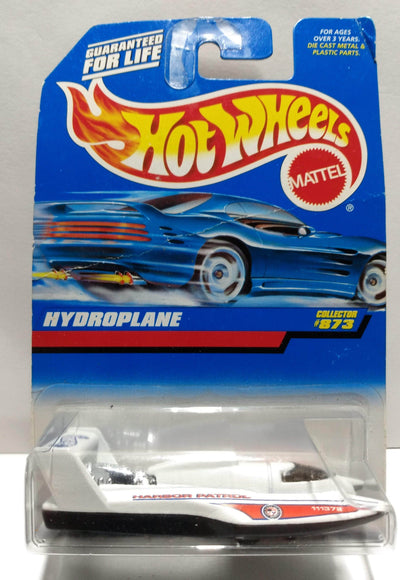 GUARANTEED
FOR LIFE
FOR AGES
OVER 3 YEARS.
DIE CAST METAL &
PLASTIC PARTS.
HOT WHEELS
MATTEL
®
HYDROPLANE
COLLECTOR
#873
HARBOR PATROL
111372